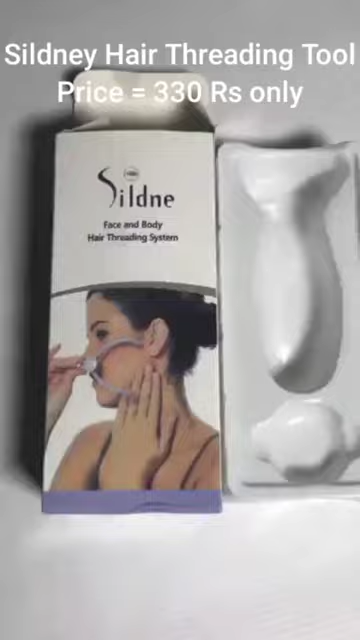 Sildney Hair Threading Tool
Price = 330 Rs only
Sildne
Face and Body
Hair Threading System